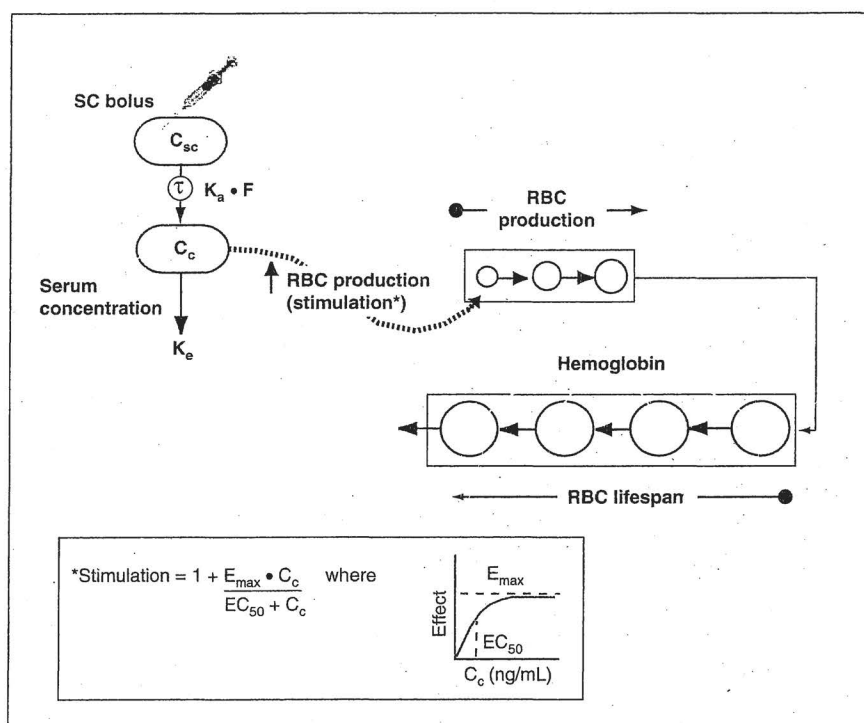 SC bolus
C_sc
τ K_a • F
C_c
Serum
concentration
K_e
RBC production
(stimulation*)
RBC
production
Hemoglobin
RBC lifespan
*Stimulation = 1 + E_max • C_c where
EC_50 + C_c
E_max
Effect
EC_50
C_c (ng/mL)